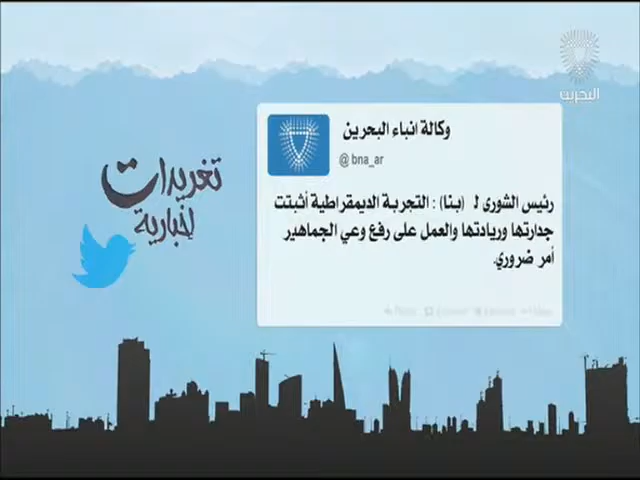 البحرين
وكالة انباء البحرين
@bna_ar
تغريدات
إخبارية
رئيس الشورى لـ (بنا) : التجربة الديمقراطية أثبتت
جدارتها وريادتها والعمل على رفع وعي الجماهير
أمر ضروري.